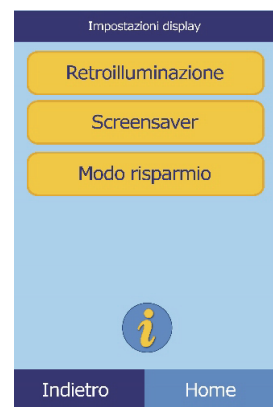 Impostazioni display
Retroilluminazione
Screensaver
Modo risparmio
i
Indietro
Home